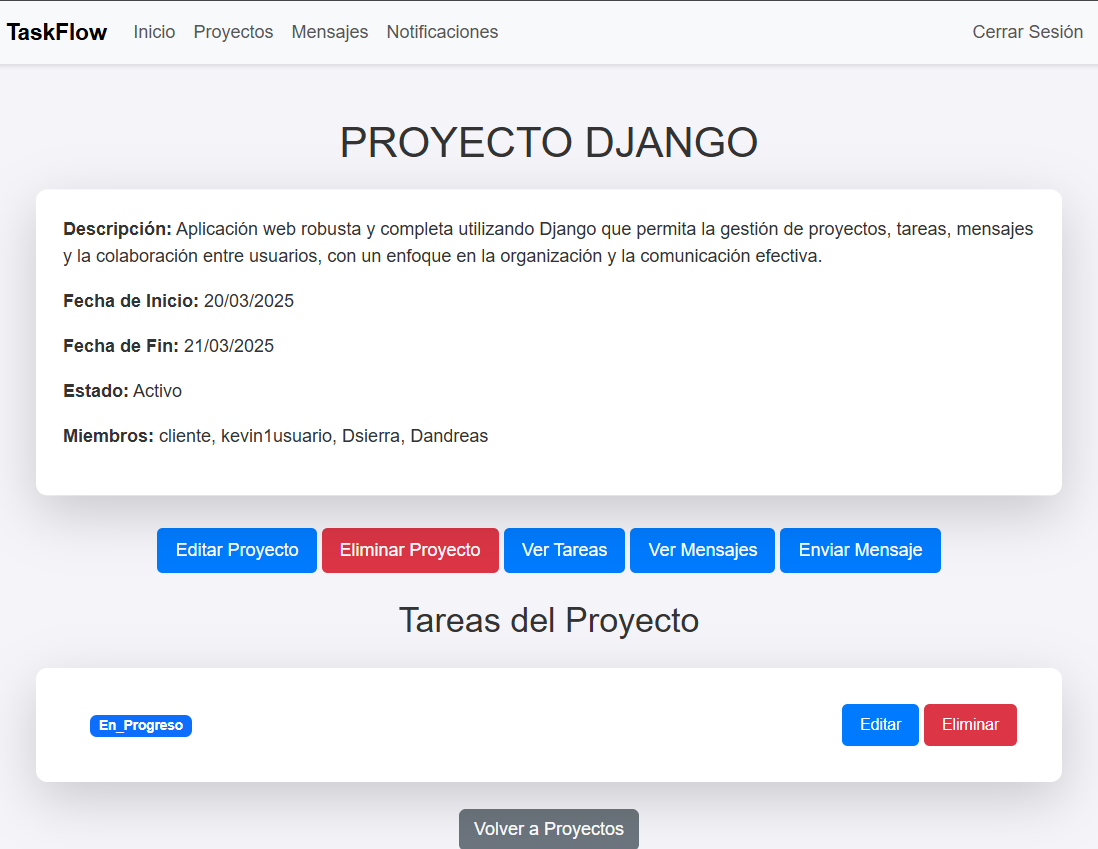 TaskFlow Inicio Proyectos Mensajes Notificaciones Cerrar Sesión
PROYECTO DJANGO
Descripción: Aplicación web robusta y completa utilizando Django que permita la gestión de proyectos, tareas, mensajes
y la colaboración entre usuarios, con un enfoque en la organización y la comunicación efectiva.
Fecha de Inicio: 20/03/2025
Fecha de Fin: 21/03/2025
Estado: Activo
Miembros: cliente, kevin1usuario, Dsierra, Dandreas
Editar Proyecto Eliminar Proyecto Ver Tareas Ver Mensajes Enviar Mensaje
Tareas del Proyecto
En_Progreso Editar Eliminar
Volver a Proyectos